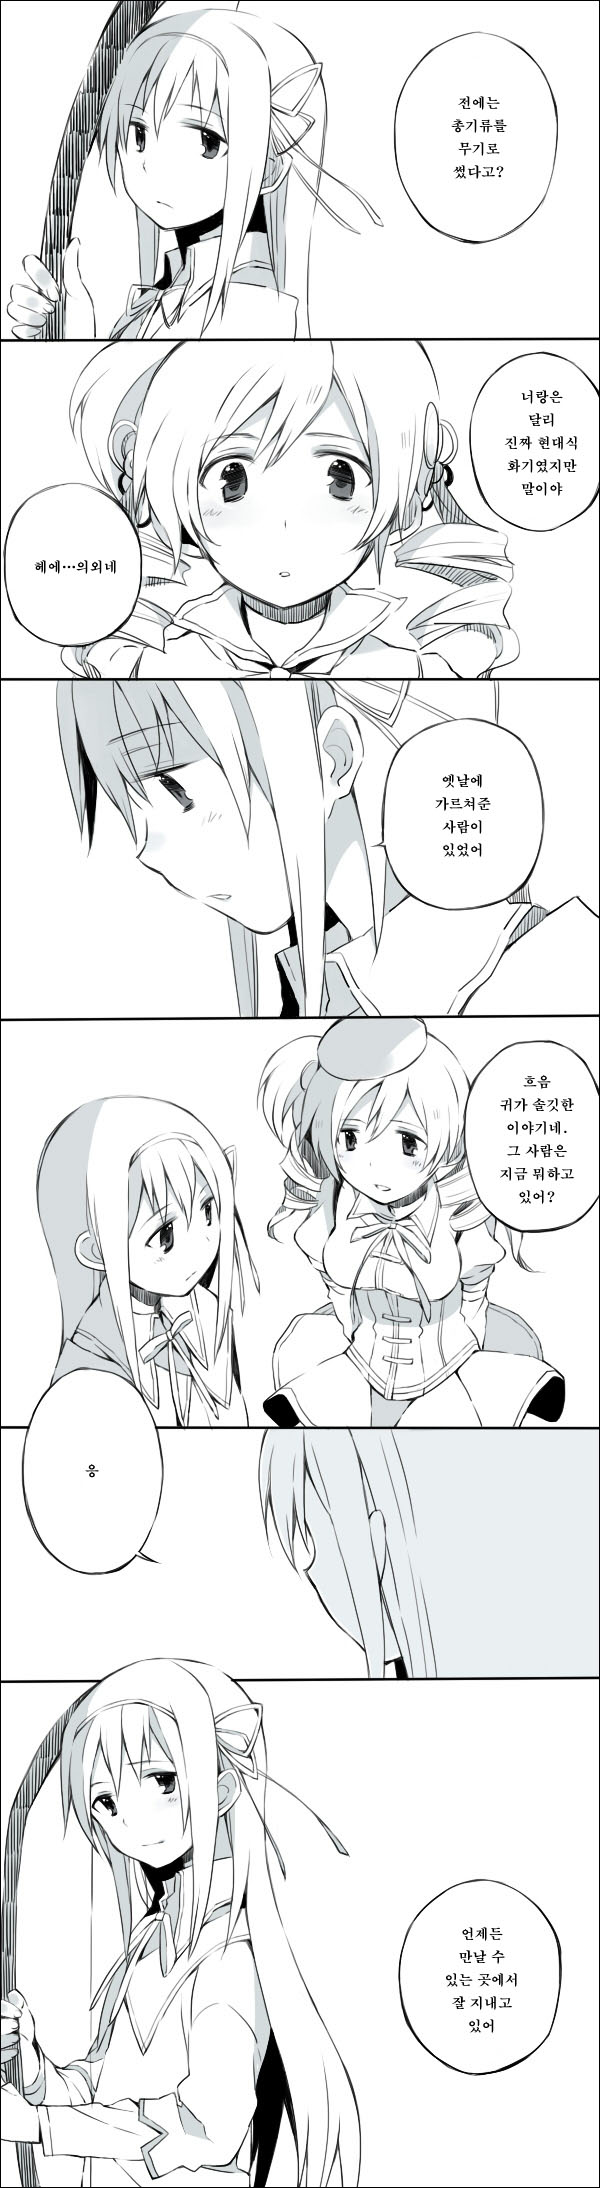 전에는
총기류를
무기로
썼다고?
너랑은
달리
진짜 현대식
화기였지만
말이야
헤에…의외네
옛날에
가르쳐준
사람이
있었어
흐음
귀가 솔깃한
이야기네.
그 사람은
지금 뭐하고
있어?
응
언제든
만날 수
있는 곳에서
잘 지내고
있어